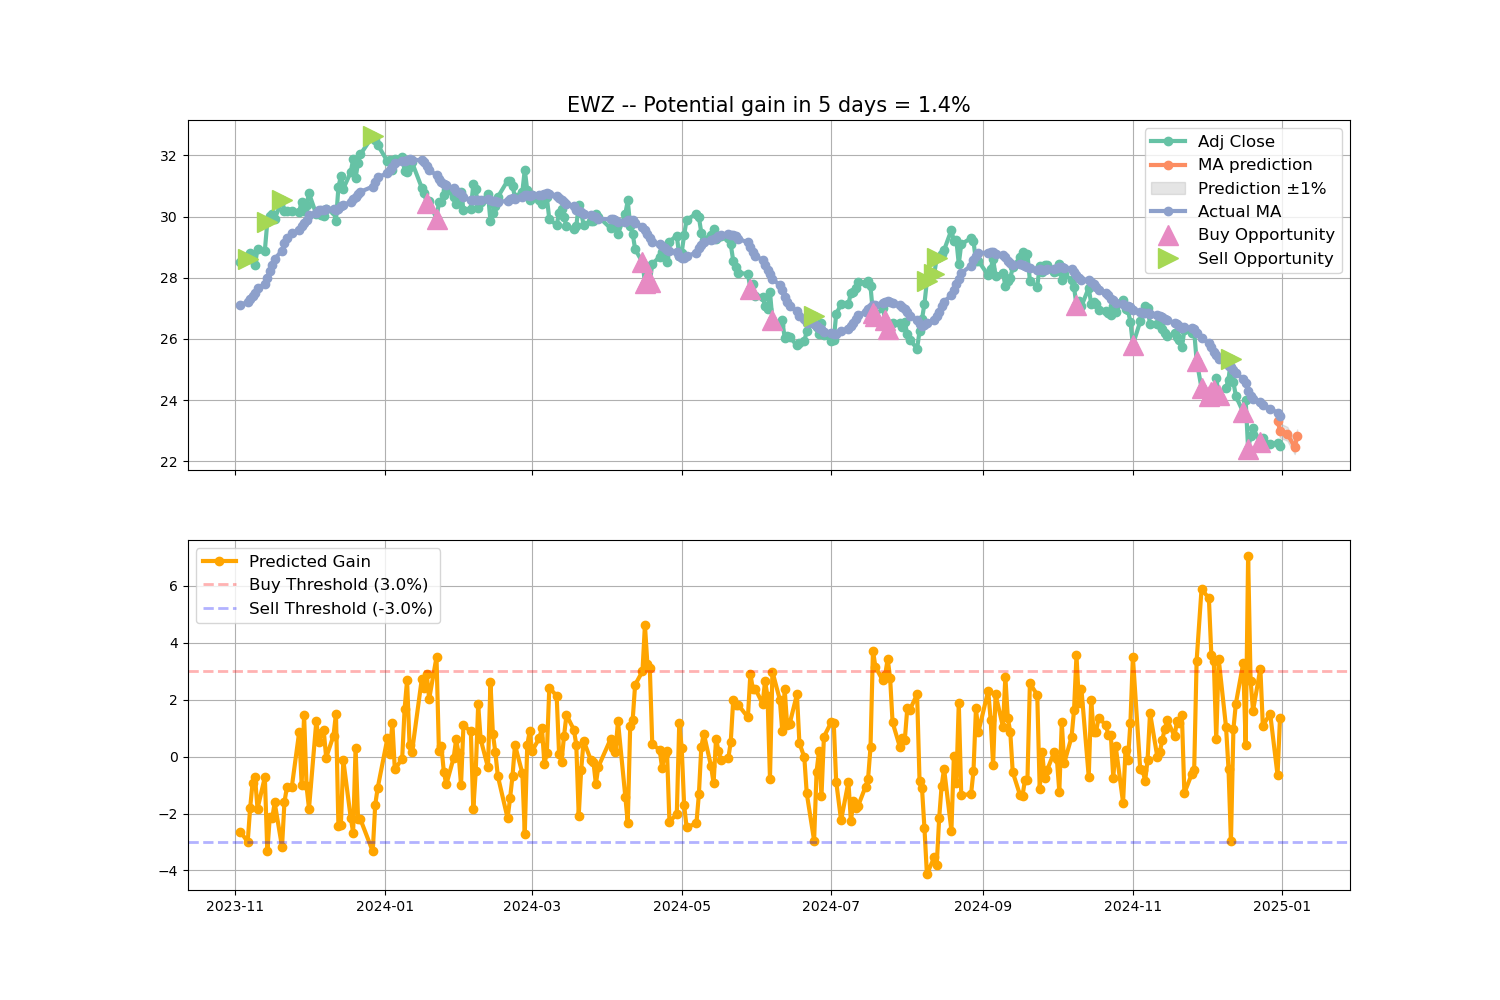 EWZ -- Potential gain in 5 days = 1.4%
32
30
28
26
24
22
Adj Close
MA prediction
Prediction ±1%
Actual MA
Buy Opportunity
Sell Opportunity
6
4
2
0
−2
−4
Predicted Gain
Buy Threshold (3.0%)
Sell Threshold (-3.0%)
2023-11
2024-01
2024-03
2024-05
2024-07
2024-09
2024-11
2025-01